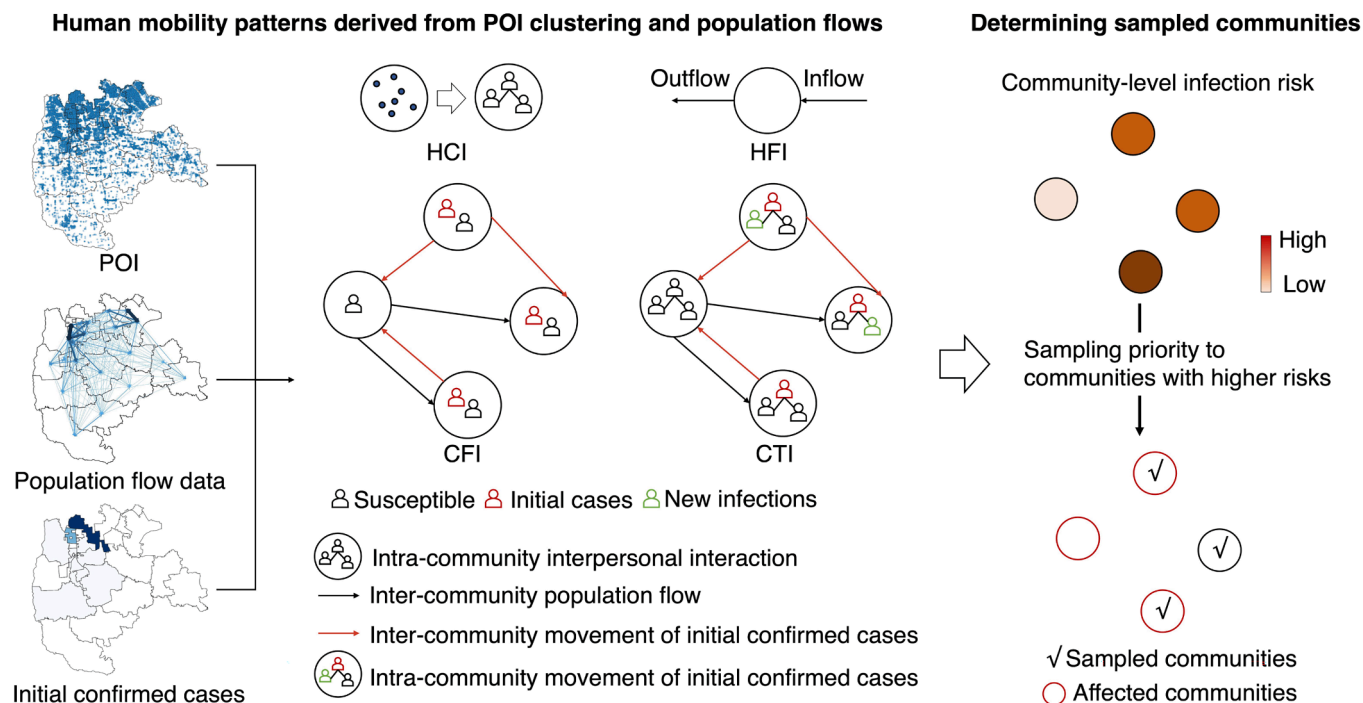 Human mobility patterns derived from POI clustering and population flows
Determining sampled communities
POI
Population flow data
Initial confirmed cases
HCI
Outflow
Inflow
HFI
CFI
CTI
Susceptible
Initial cases
New infections
Intra-community interpersonal interaction
Inter-community population flow
Inter-community movement of initial confirmed cases
Intra-community movement of initial confirmed cases
Community-level infection risk
High
Low
Sampling priority to
communities with higher risks
√
√
√
√ Sampled communities
Affected communities